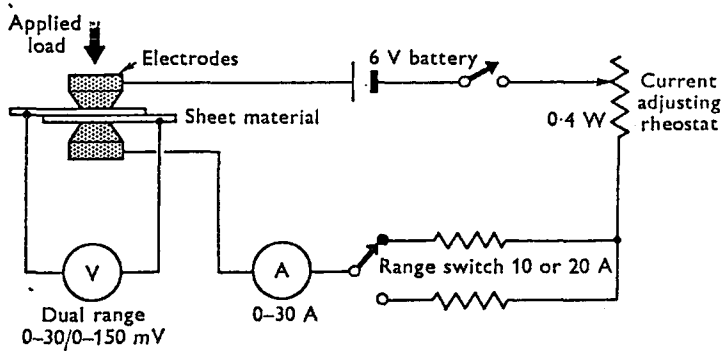 Applied
load
Electrodes
6 V battery
Current
adjusting
rheostat
0·4 W
Sheet material
V
A
Range switch 10 or 20 A
Dual range
0–30/0–150 mV
0–30 A